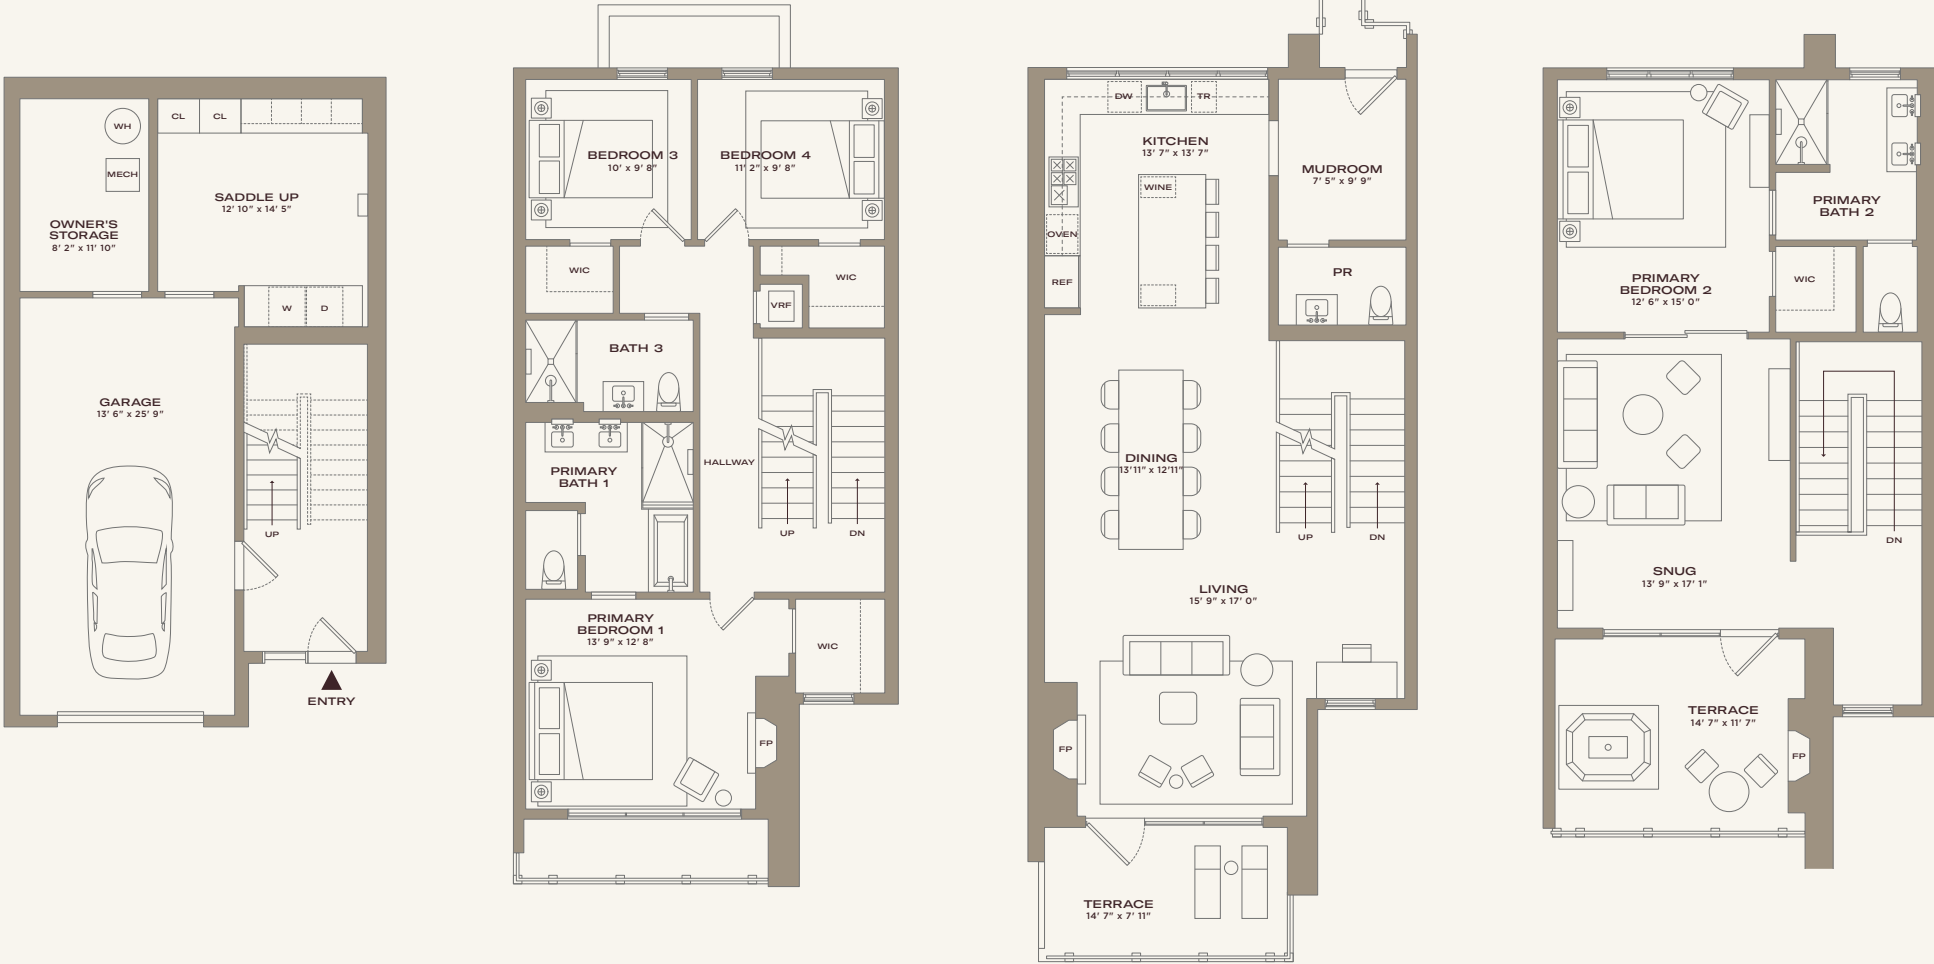 WH
CL
CL
MECH
SADDLE UP
12' 10" x 14' 5"
OWNER'S
STORAGE
8' 2" x 11' 10"
W
D
GARAGE
13' 6" x 25' 9"
UP
ENTRY
BEDROOM 3
10' x 9' 8"
BEDROOM 4
11' 2" x 9' 8"
WIC
WIC
VRF
BATH 3
HALLWAY
PRIMARY
BATH 1
UP
DN
PRIMARY
BEDROOM 1
13' 9" x 12' 8"
WIC
FP
DW
TR
KITCHEN
13' 7" x 13' 7"
MUDROOM
7' 5" x 9' 9"
WINE
OVEN
REF
PR
DINING
13'11" x 12'11"
UP
DN
LIVING
15' 9" x 17' 0"
FP
TERRACE
14' 7" x 7' 11"
PRIMARY
BATH 2
PRIMARY
BEDROOM 2
12' 6" x 15' 0"
WIC
DN
SNUG
13' 9" x 17' 1"
TERRACE
14' 7" x 11' 7"
FP